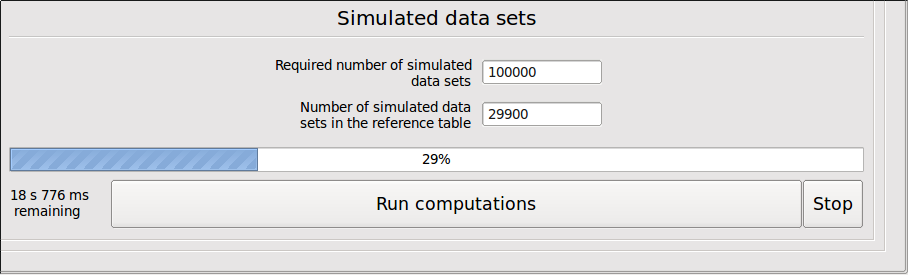 Simulated data sets
Required number of simulated
data sets
100000
Number of simulated data
sets in the reference table
29900
29%
18 s 776 ms
remaining
Run computations
Stop